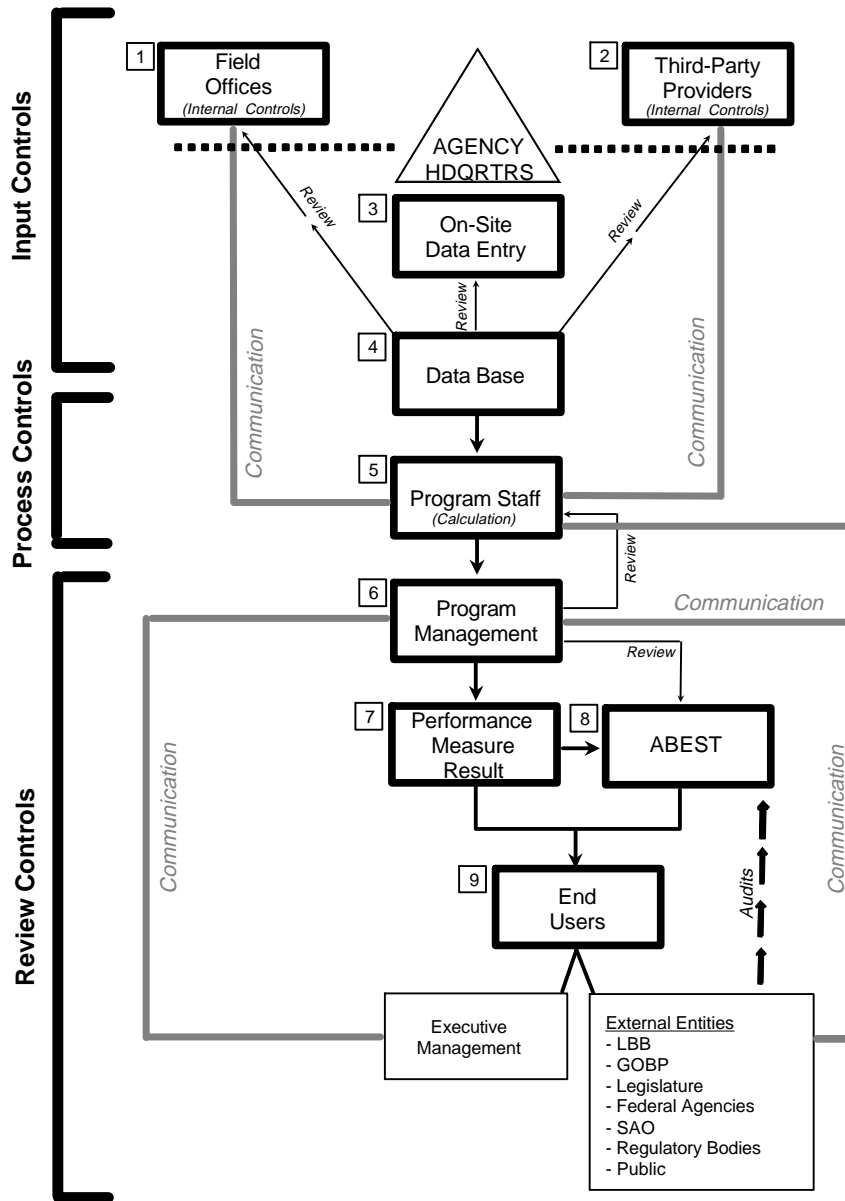 Input Controls
1
Field
Offices
(Internal Controls)
2
Third-Party
Providers
(Internal Controls)
AGENCY
HDQRTRS
Review
Review
3
On-Site
Data Entry
Review
4
Data Base
Communication
Communication
Process Controls
5
Program Staff
(Calculation)
Review
6
Program
Management
Communication
Review
Review Controls
7
Performance
Measure
Result
8
ABEST
Communication
Communication
Audits
9
End
Users
Executive
Management
External Entities
- LBB
- GOBP
- Legislature
- Federal Agencies
- SAO
- Regulatory Bodies
- Public